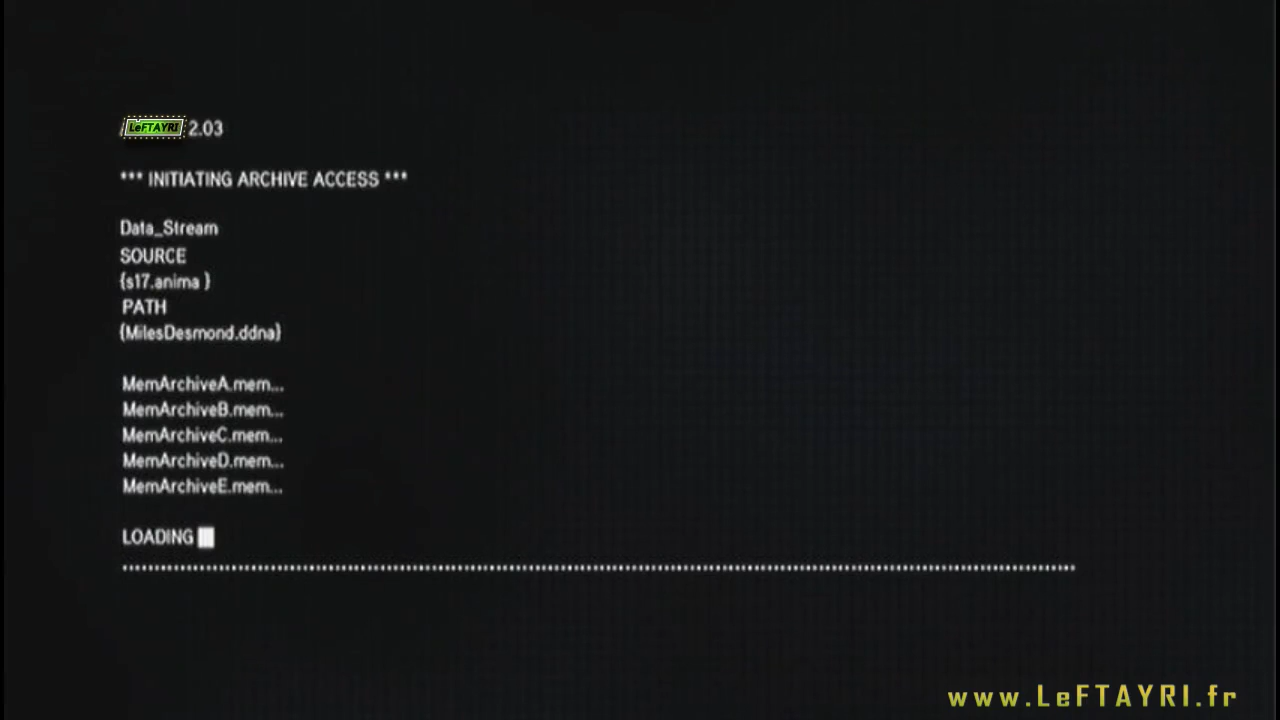 LeFTAYRI 2.03
*** INITIATING ARCHIVE ACCESS ***
Data_Stream
SOURCE
{s17.anima }
PATH
{MilesDesmond.ddna}
MemArchiveA.mem...
MemArchiveB.mem...
MemArchiveC.mem...
MemArchiveD.mem...
MemArchiveE.mem...
LOADING
www.LeFTAYRI.fr